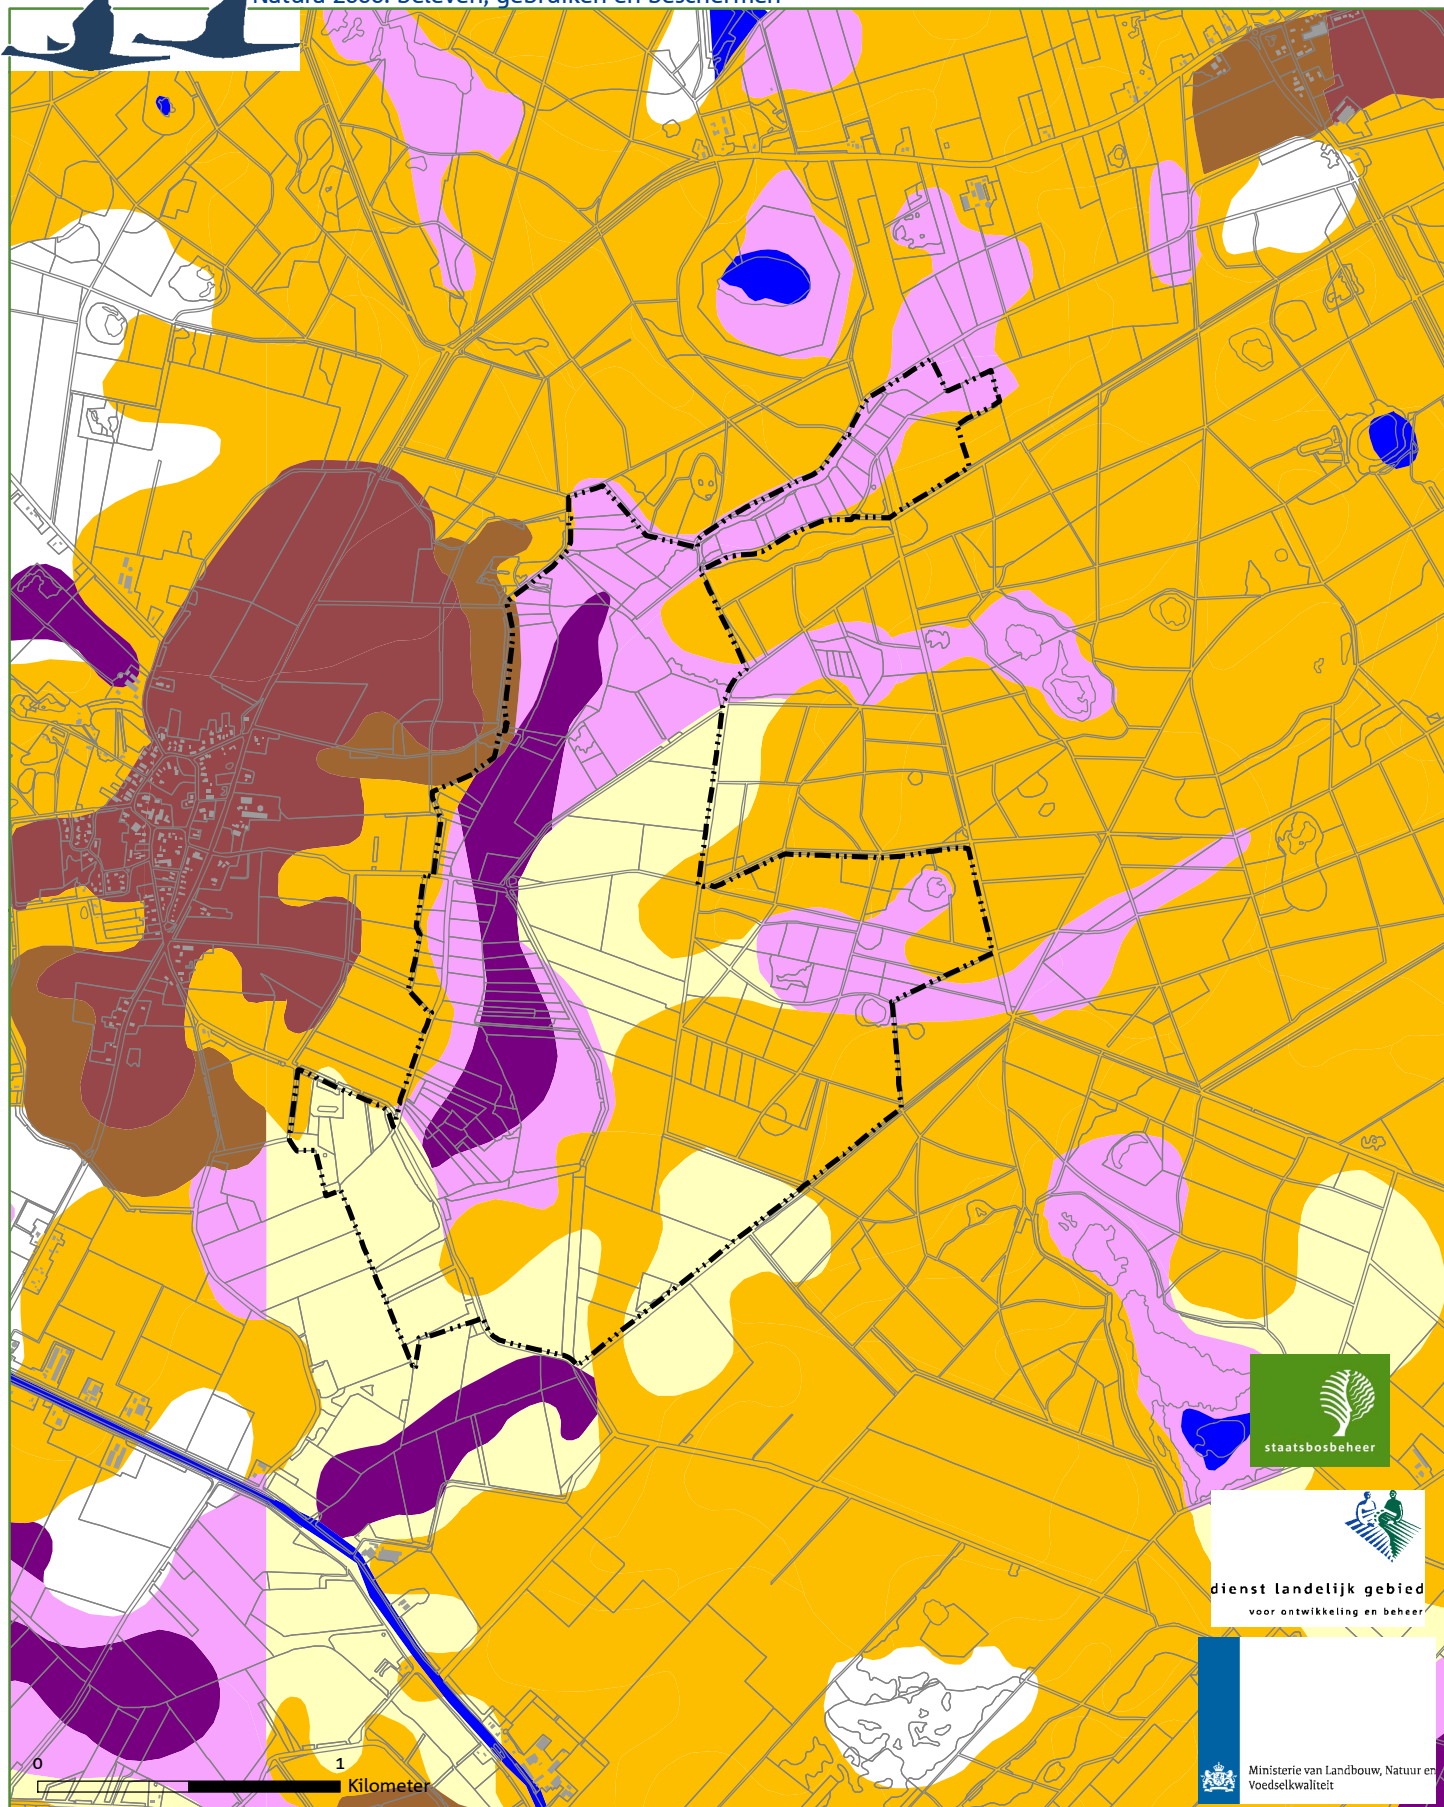 Natura 2000: beleven, gebruiken en beschermen
staatsbosbeheer
dienst landelijk gebied
voor ontwikkeling en beheer
Ministerie van Landbouw, Natuur en
Voedselkwaliteit
0 1
Kilometer